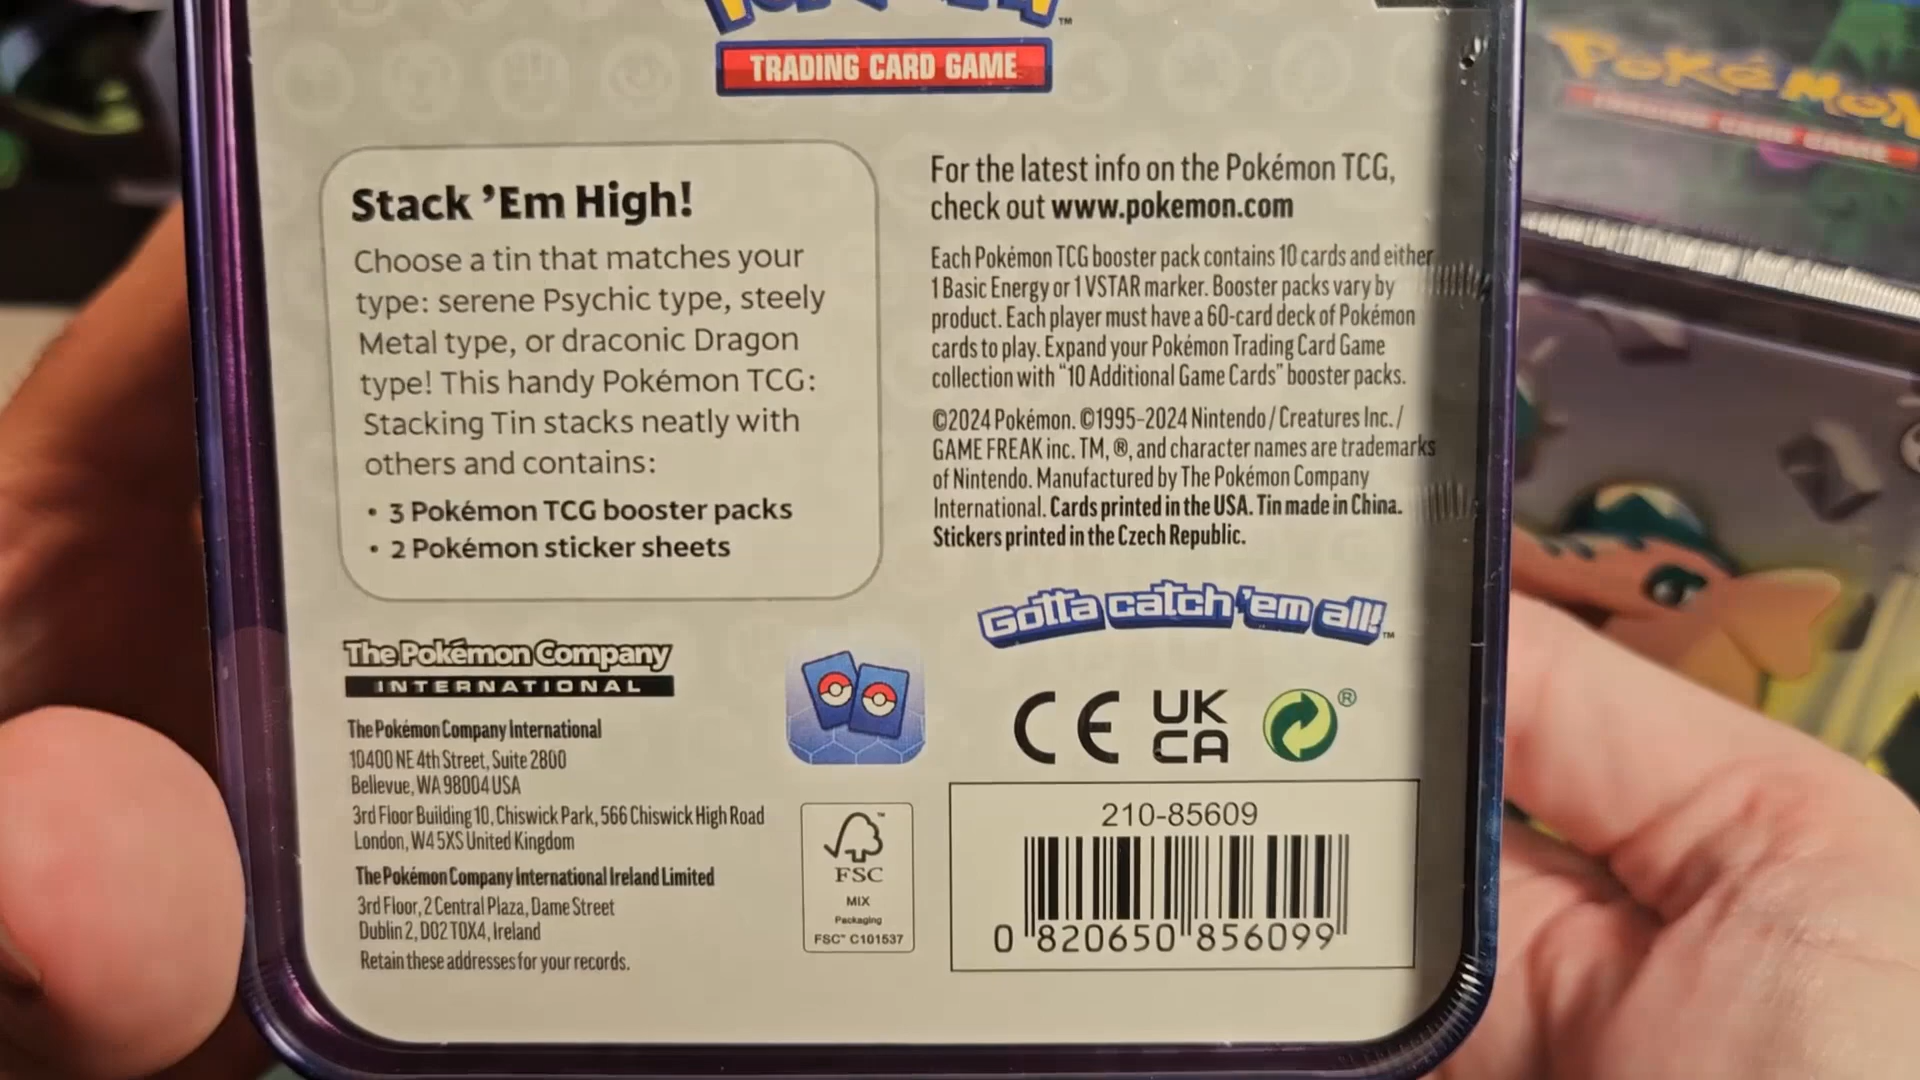 POKÉMON
TM
TRADING CARD GAME
Stack ’Em High!
Choose a tin that matches your
type: serene Psychic type, steely
Metal type, or draconic Dragon
type! This handy Pokémon TCG:
Stacking Tin stacks neatly with
others and contains:
• 3 Pokémon TCG booster packs
• 2 Pokémon sticker sheets
For the latest info on the Pokémon TCG,
check out www.pokemon.com
Each Pokémon TCG booster pack contains 10 cards and either
1 Basic Energy or 1 VSTAR marker. Booster packs vary by
product. Each player must have a 60-card deck of Pokémon
cards to play. Expand your Pokémon Trading Card Game
collection with “10 Additional Game Cards” booster packs.
©2024 Pokémon. ©1995–2024 Nintendo / Creatures Inc. /
GAME FREAK inc. TM, ®, and character names are trademarks
of Nintendo. Manufactured by The Pokémon Company
International. Cards printed in the USA. Tin made in China.
Stickers printed in the Czech Republic.
Gotta catch ’em all!™
The Pokémon Company
INTERNATIONAL
The Pokémon Company International
10400 NE 4th Street, Suite 2800
Bellevue, WA 98004 USA
3rd Floor Building 10, Chiswick Park, 566 Chiswick High Road
London, W4 5XS United Kingdom
The Pokémon Company International Ireland Limited
3rd Floor, 2 Central Plaza, Dame Street
Dublin 2, D02 T0X4, Ireland
Retain these addresses for your records.
FSC
MIX
Packaging
FSC™ C101537
CE UK
CA ®
210-85609
0 820650 856099
POKÉMON
TRADING CARD GAME